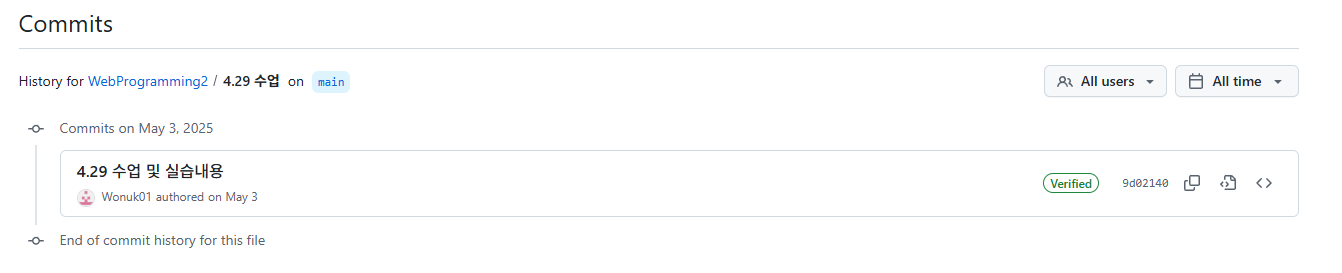 Commits
History for WebProgramming2 / 4.29 수업 on main
All users
All time
Commits on May 3, 2025
4.29 수업 및 실습내용
Wonuk01 authored on May 3
Verified
9d02140
End of commit history for this file